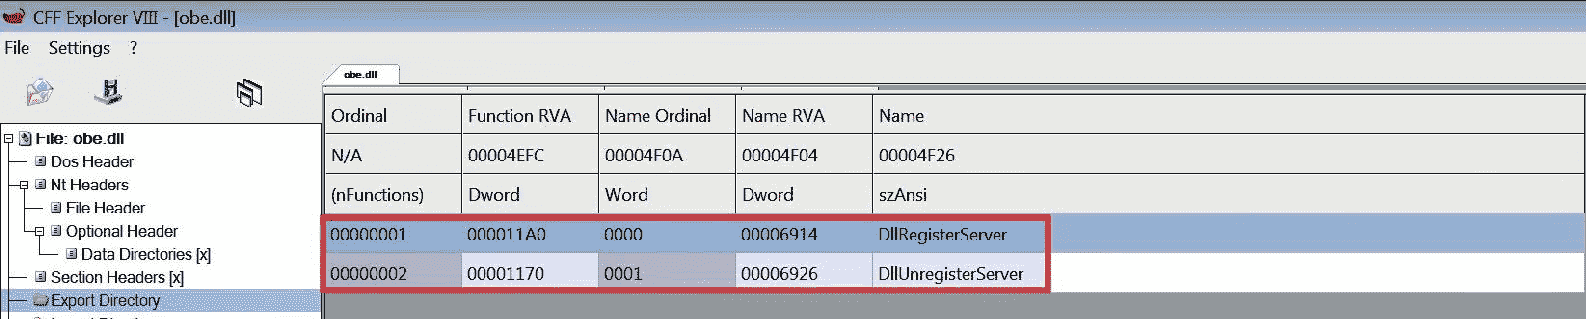 CFF Explorer VIII - [obe.dll]
File Settings ?
obe.dll
Ordinal Function RVA Name Ordinal Name RVA Name
File: obe.dll
N/A 00004EFC 00004F0A 00004F04 00004F26
Dos Header
Nt Headers
(nFunctions) Dword Word Dword szAnsi
File Header
Optional Header
00000001 000011A0 0000 00006914 DllRegisterServer
Data Directories [x]
Section Headers [x]
00000002 00001170 0001 00006926 DllUnregisterServer
Export Directory